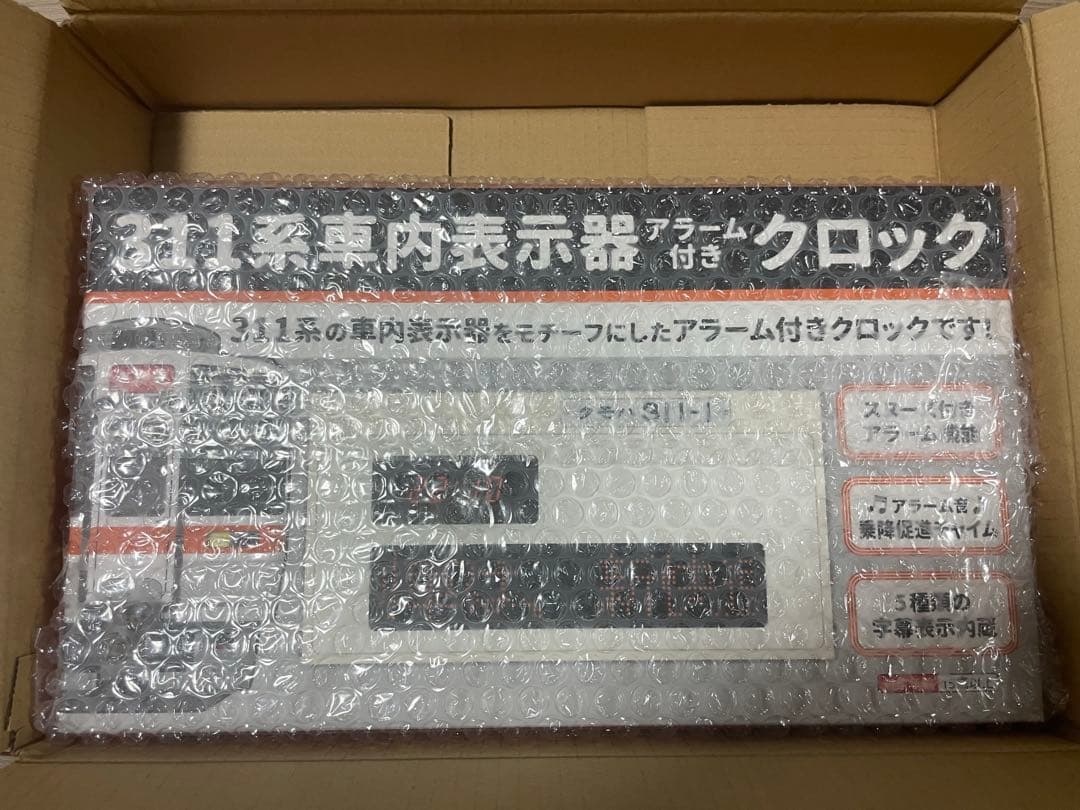 311系車内表示器アラーム付きクロック
311系の車内表示器をモチーフにしたアラーム付きクロックです!
クモハ 311-1
スヌーズ付き
アラーム機能
♫アラーム音♪
乗降促進チャイム
5種類の
字幕表示内蔵